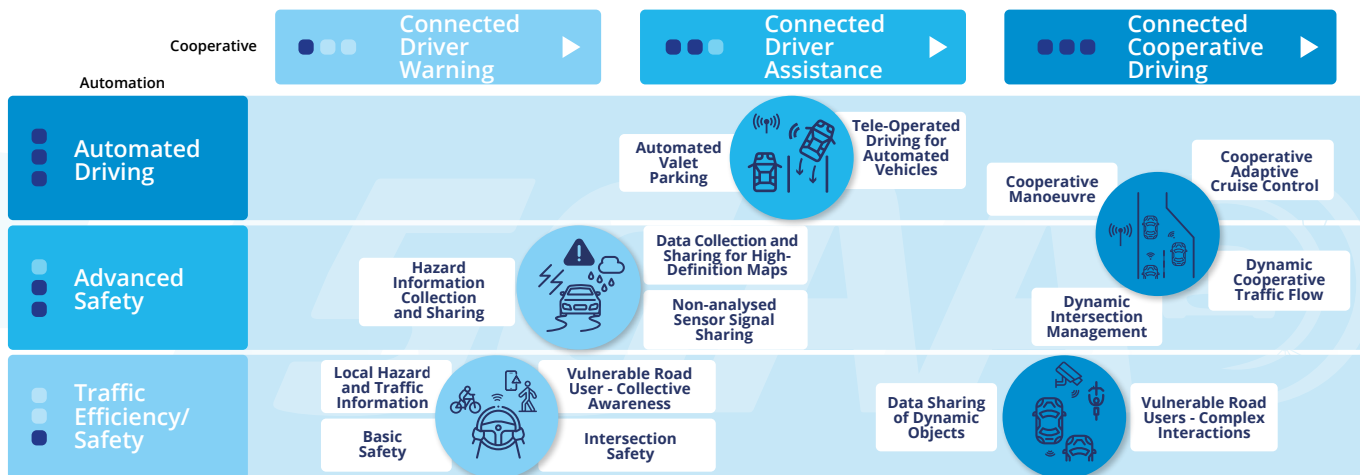 Cooperative
Automation
Connected
Driver
Warning
Connected
Driver
Assistance
Connected
Cooperative
Driving
Automated
Driving
Automated
Valet
Parking
Tele-Operated
Driving for
Automated
Vehicles
Cooperative
Manoeuvre
Cooperative
Adaptive
Cruise Control
Advanced
Safety
Hazard
Information
Collection
and Sharing
Data Collection and
Sharing for High-
Definition Maps
Non-analysed
Sensor Signal
Sharing
Dynamic
Intersection
Management
Dynamic
Cooperative
Traffic Flow
Traffic
Efficiency/
Safety
Local Hazard
and Traffic
Information
Basic
Safety
Vulnerable Road
User - Collective
Awareness
Intersection
Safety
Data Sharing
of Dynamic
Objects
Vulnerable Road
Users - Complex
Interactions